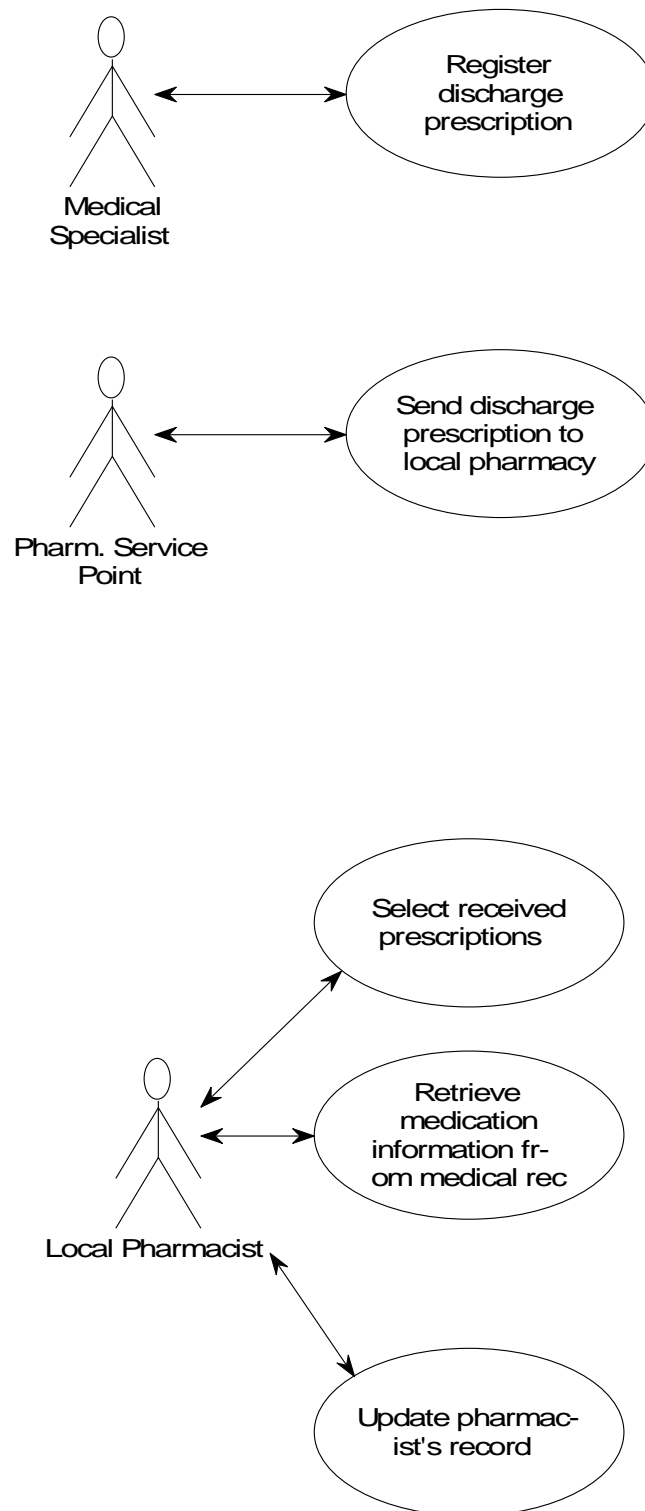 Register
discharge
prescription
Medical
Specialist
Send discharge
prescription to
local pharmacy
Pharm. Service
Point
Select received
prescriptions
Retrieve
medication
information fr-
om medical rec
Local Pharmacist
Update pharmac-
ist's record